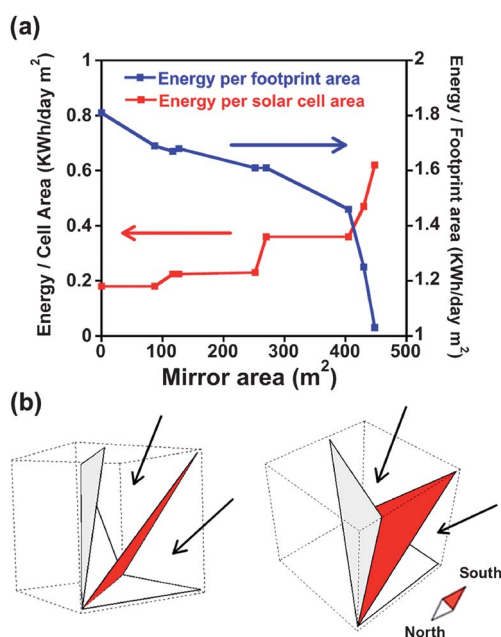 (a)
Energy / Cell Area (KWh/day m²)
1
0.8
0.6
0.4
0.2
0
Energy per footprint area
Energy per solar cell area
2
1.8
1.6
1.4
1.2
1
Energy /
Footprint area (KWh/day m²)
0 100 200 300 400 500
Mirror area (m²)
(b)
South
North